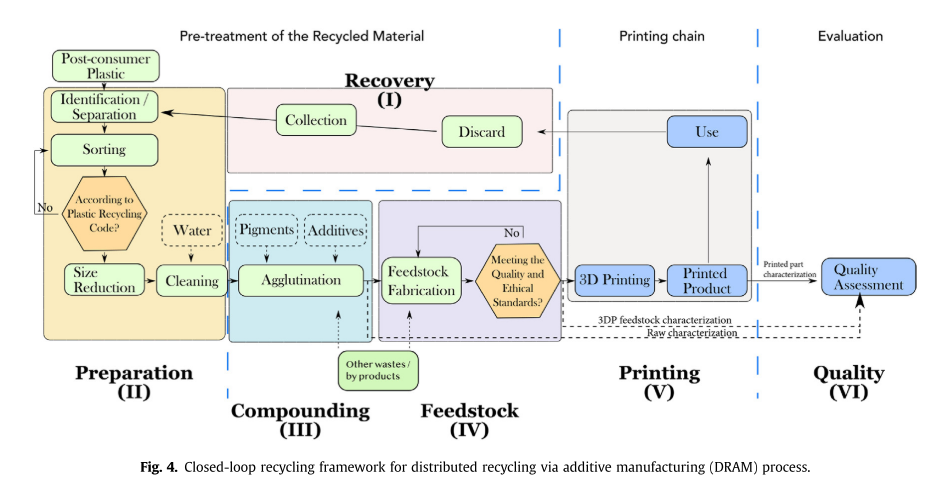 Pre-treatment of the Recycled Material
Printing chain
Evaluation
Post-consumer
Plastic
Identification /
Separation
Sorting
According to
Plastic Recycling
Code?
No
Size
Reduction
Water
Cleaning
Recovery
(I)
Collection
Discard
Use
Pigments
Additives
Agglutination
No
Feedstock
Fabrication
Meeting the
Quality and
Ethical
Standards?
3D Printing
Printed
Product
Printed part
characterization
Quality
Assessment
3DP feedstock characterization
Raw characterization
Other wastes /
by products
Preparation
(II)
Compounding
(III)
Feedstock
(IV)
Printing
(V)
Quality
(VI)
Fig. 4. Closed-loop recycling framework for distributed recycling via additive manufacturing (DRAM) process.